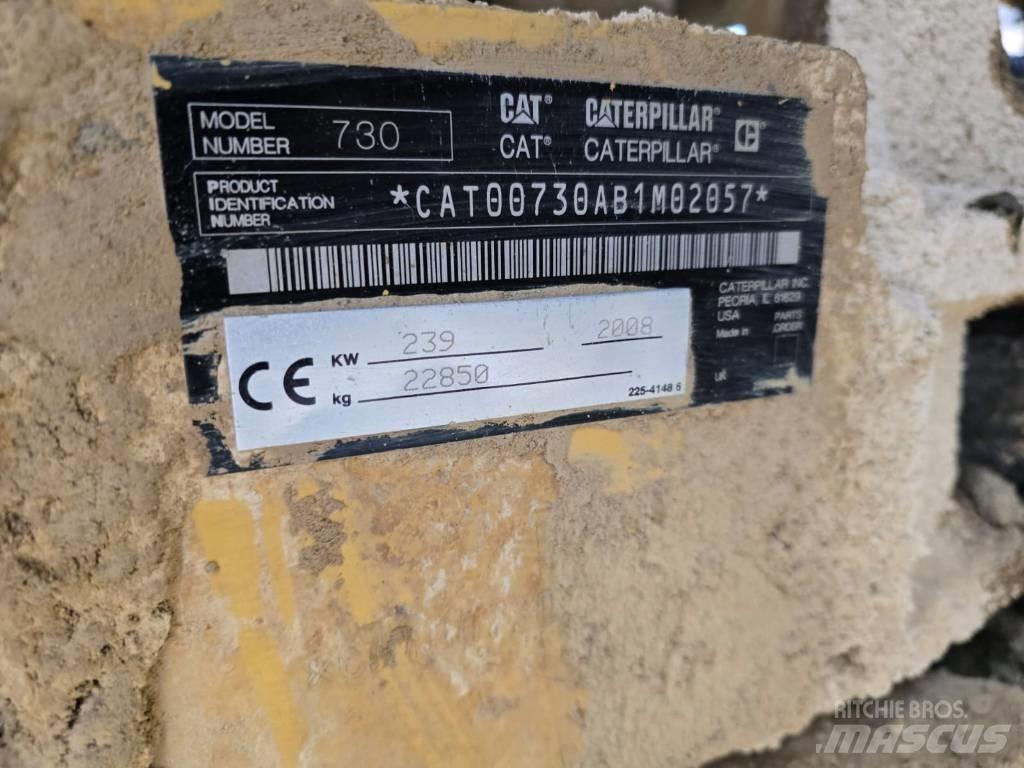 MODEL NUMBER 730
CAT® CATERPILLAR®
CAT® CATERPILLAR®
PRODUCT IDENTIFICATION NUMBER *CAT00730AB1M02057*
CATERPILLAR INC.
PEORIA, IL 61629
USA PARTS
Made in ORDER
UK
CE KW 239 2008
kg 22850
225-4148 6
RITCHIE BROS.
MASCUS